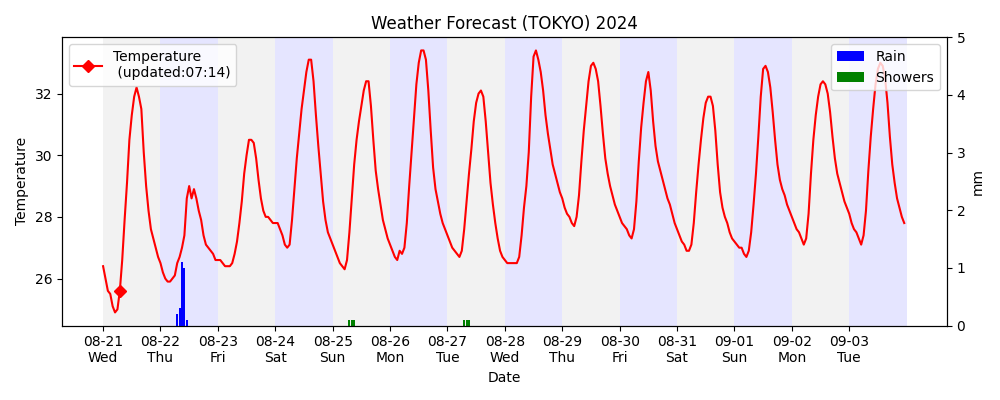 Weather Forecast (TOKYO) 2024
Temperature
(updated:07:14)
Rain
Showers
Temperature
32
30
28
26
5
4
3
2
1
0
mm
08-21 08-22 08-23 08-24 08-25 08-26 08-27 08-28 08-29 08-30 08-31 09-01 09-02 09-03
Wed Thu Fri Sat Sun Mon Tue Wed Thu Fri Sat Sun Mon Tue
Date